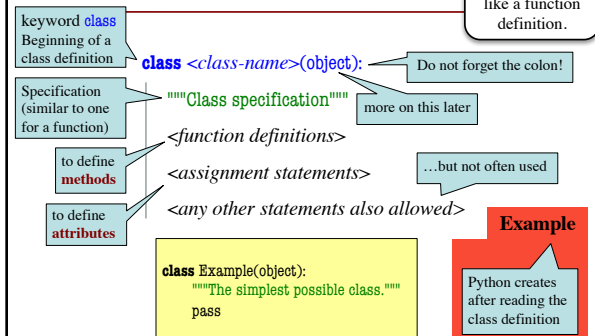 like a function
definition.
keyword class
Beginning of a
class definition
class <class-name>(object):
Do not forget the colon!
Specification
(similar to one
for a function)
"""Class specification"""
more on this later
<function definitions>
to define
methods
<assignment statements>
…but not often used
to define
attributes
<any other statements also allowed>
Example
class Example(object):
"""The simplest possible class."""
pass
Python creates
after reading the
class definition